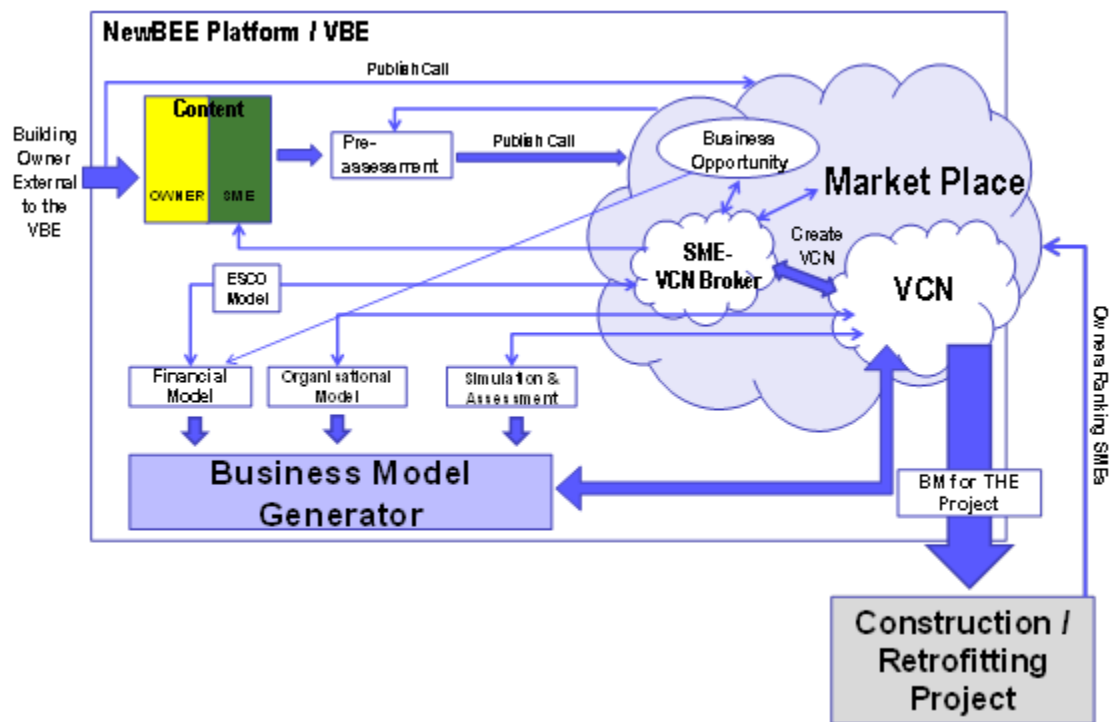 NewBEE Platform / VBE
Publish Call
Content
OWNER
SME
Building
Owner
External
to the
VBE
Pre-
assessment
Publish Call
Business
Opportunity
Market Place
SME-
VCN Broker
Create
VCN
VCN
ESCO
Model
Financial
Model
Organisational
Model
Simulation &
Assessment
Business Model
Generator
BM for THE
Project
Owners Ranking SMEs
Construction /
Retrofitting
Project